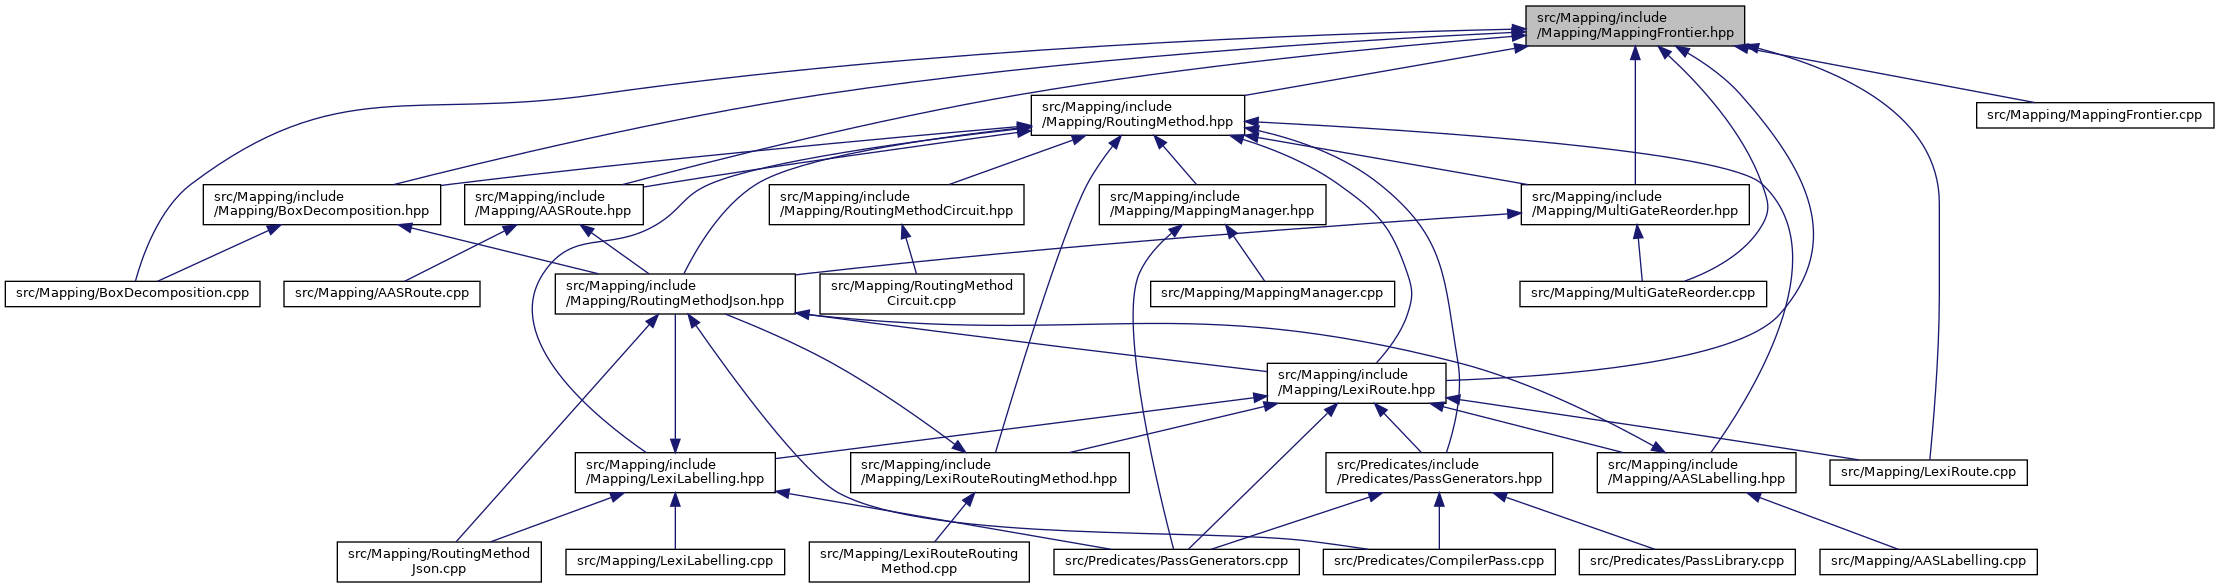 src/Mapping/include
/Mapping/MappingFrontier.hpp
src/Mapping/include
/Mapping/RoutingMethod.hpp
src/Mapping/MappingFrontier.cpp
src/Mapping/include
/Mapping/BoxDecomposition.hpp
src/Mapping/include
/Mapping/AASRoute.hpp
src/Mapping/include
/Mapping/RoutingMethodCircuit.hpp
src/Mapping/include
/Mapping/MappingManager.hpp
src/Mapping/include
/Mapping/MultiGateReorder.hpp
src/Mapping/BoxDecomposition.cpp
src/Mapping/AASRoute.cpp
src/Mapping/include
/Mapping/RoutingMethodJson.hpp
src/Mapping/RoutingMethod
Circuit.cpp
src/Mapping/MappingManager.cpp
src/Mapping/MultiGateReorder.cpp
src/Mapping/include
/Mapping/LexiRoute.hpp
src/Mapping/include
/Mapping/LexiLabelling.hpp
src/Mapping/include
/Mapping/LexiRouteRoutingMethod.hpp
src/Predicates/include
/Predicates/PassGenerators.hpp
src/Mapping/include
/Mapping/AASLabelling.hpp
src/Mapping/LexiRoute.cpp
src/Mapping/RoutingMethod
Json.cpp
src/Mapping/LexiLabelling.cpp
src/Mapping/LexiRouteRouting
Method.cpp
src/Predicates/PassGenerators.cpp
src/Predicates/CompilerPass.cpp
src/Predicates/PassLibrary.cpp
src/Mapping/AASLabelling.cpp